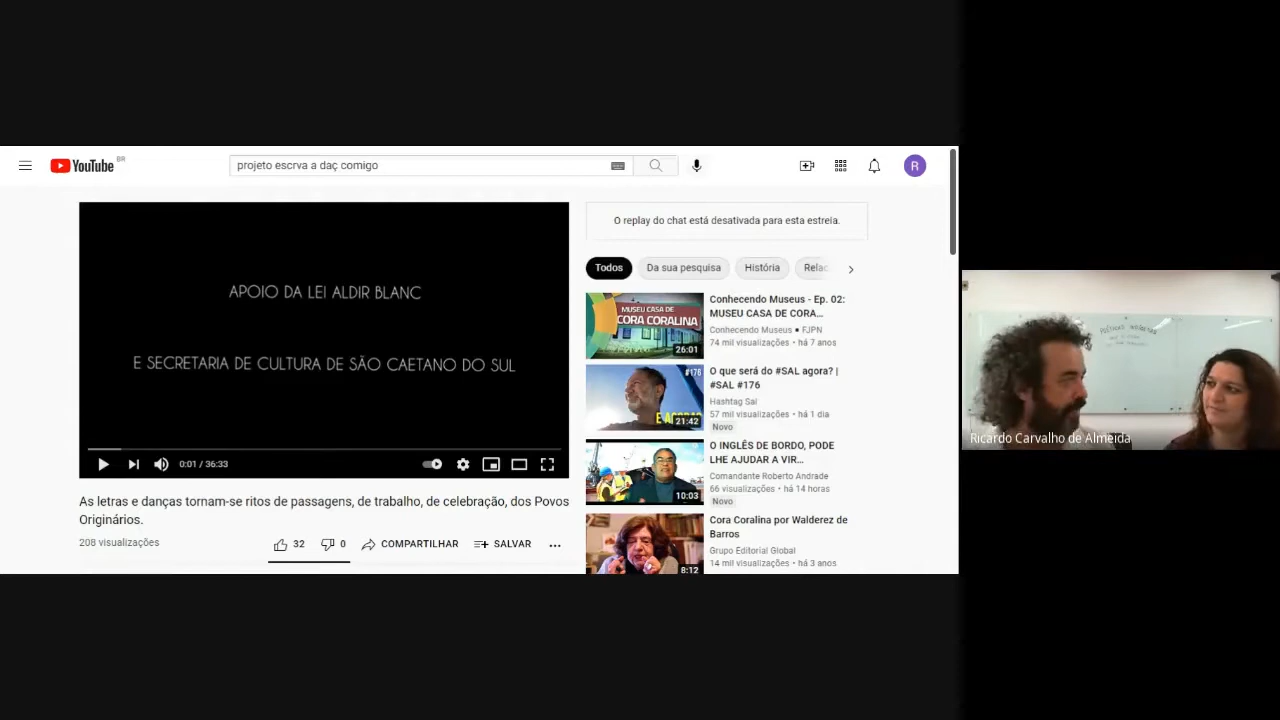 YouTube BR
projeto escrva a daç comigo
R
APOIO DA LEI ALDIR BLANC
E SECRETARIA DE CULTURA DE SÃO CAETANO DO SUL
0:01 / 36:33
As letras e danças tornam-se ritos de passagens, de trabalho, de celebração, dos Povos
Originários.
208 visualizações
32
0
COMPARTILHAR
SALVAR
O replay do chat está desativada para esta estreia.
Todos
Da sua pesquisa
História
Relac
MUSEU CASA DE
CORA CORALINA
26:01
Conhecendo Museus - Ep. 02:
MUSEU CASA DE CORA…
Conhecendo Museus • FJPN
74 mil visualizações • há 7 anos
#176
21:42
O que será do #SAL agora? |
#SAL #176
Hashtag Sal
57 mil visualizações • há 1 dia
Novo
10:03
O INGLÊS DE BORDO, PODE
LHE AJUDAR A VIR…
Comandante Roberto Andrade
66 visualizações • há 14 horas
Novo
8:12
Cora Coralina por Walderez de
Barros
Grupo Editorial Global
14 mil visualizações • há 3 anos
Ricardo Carvalho de Almeida